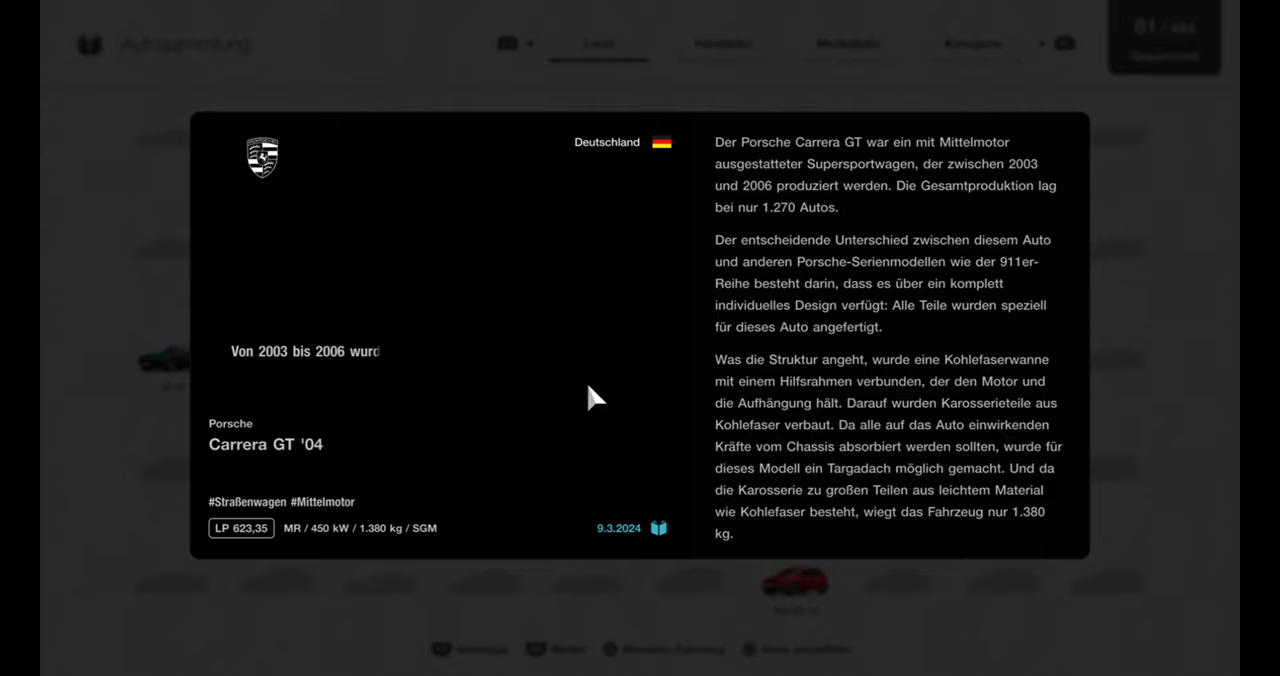 Autosammlung
Land
Hersteller
Kategorie
81 / 484
Deutschland
Von 2003 bis 2006 wurd
Porsche
Carrera GT '04
#Straßenwagen #Mittelmotor
LP 623,35
MR / 450 kW / 1.380 kg / SGM
9.3.2024
Der Porsche Carrera GT war ein mit Mittelmotor
ausgestatteter Supersportwagen, der zwischen 2003
und 2006 produziert werden. Die Gesamtproduktion lag
bei nur 1.270 Autos.
Der entscheidende Unterschied zwischen diesem Auto
und anderen Porsche-Serienmodellen wie der 911er-
Reihe besteht darin, dass es über ein komplett
individuelles Design verfügt: Alle Teile wurden speziell
für dieses Auto angefertigt.
Was die Struktur angeht, wurde eine Kohlefaserwanne
mit einem Hilfsrahmen verbunden, der den Motor und
die Aufhängung hält. Darauf wurden Karosserieteile aus
Kohlefaser verbaut. Da alle auf das Auto einwirkenden
Kräfte vom Chassis absorbiert werden sollten, wurde für
dieses Modell ein Targadach möglich gemacht. Und da
die Karosserie zu großen Teilen aus leichtem Material
wie Kohlefaser besteht, wiegt das Fahrzeug nur 1.380
kg.